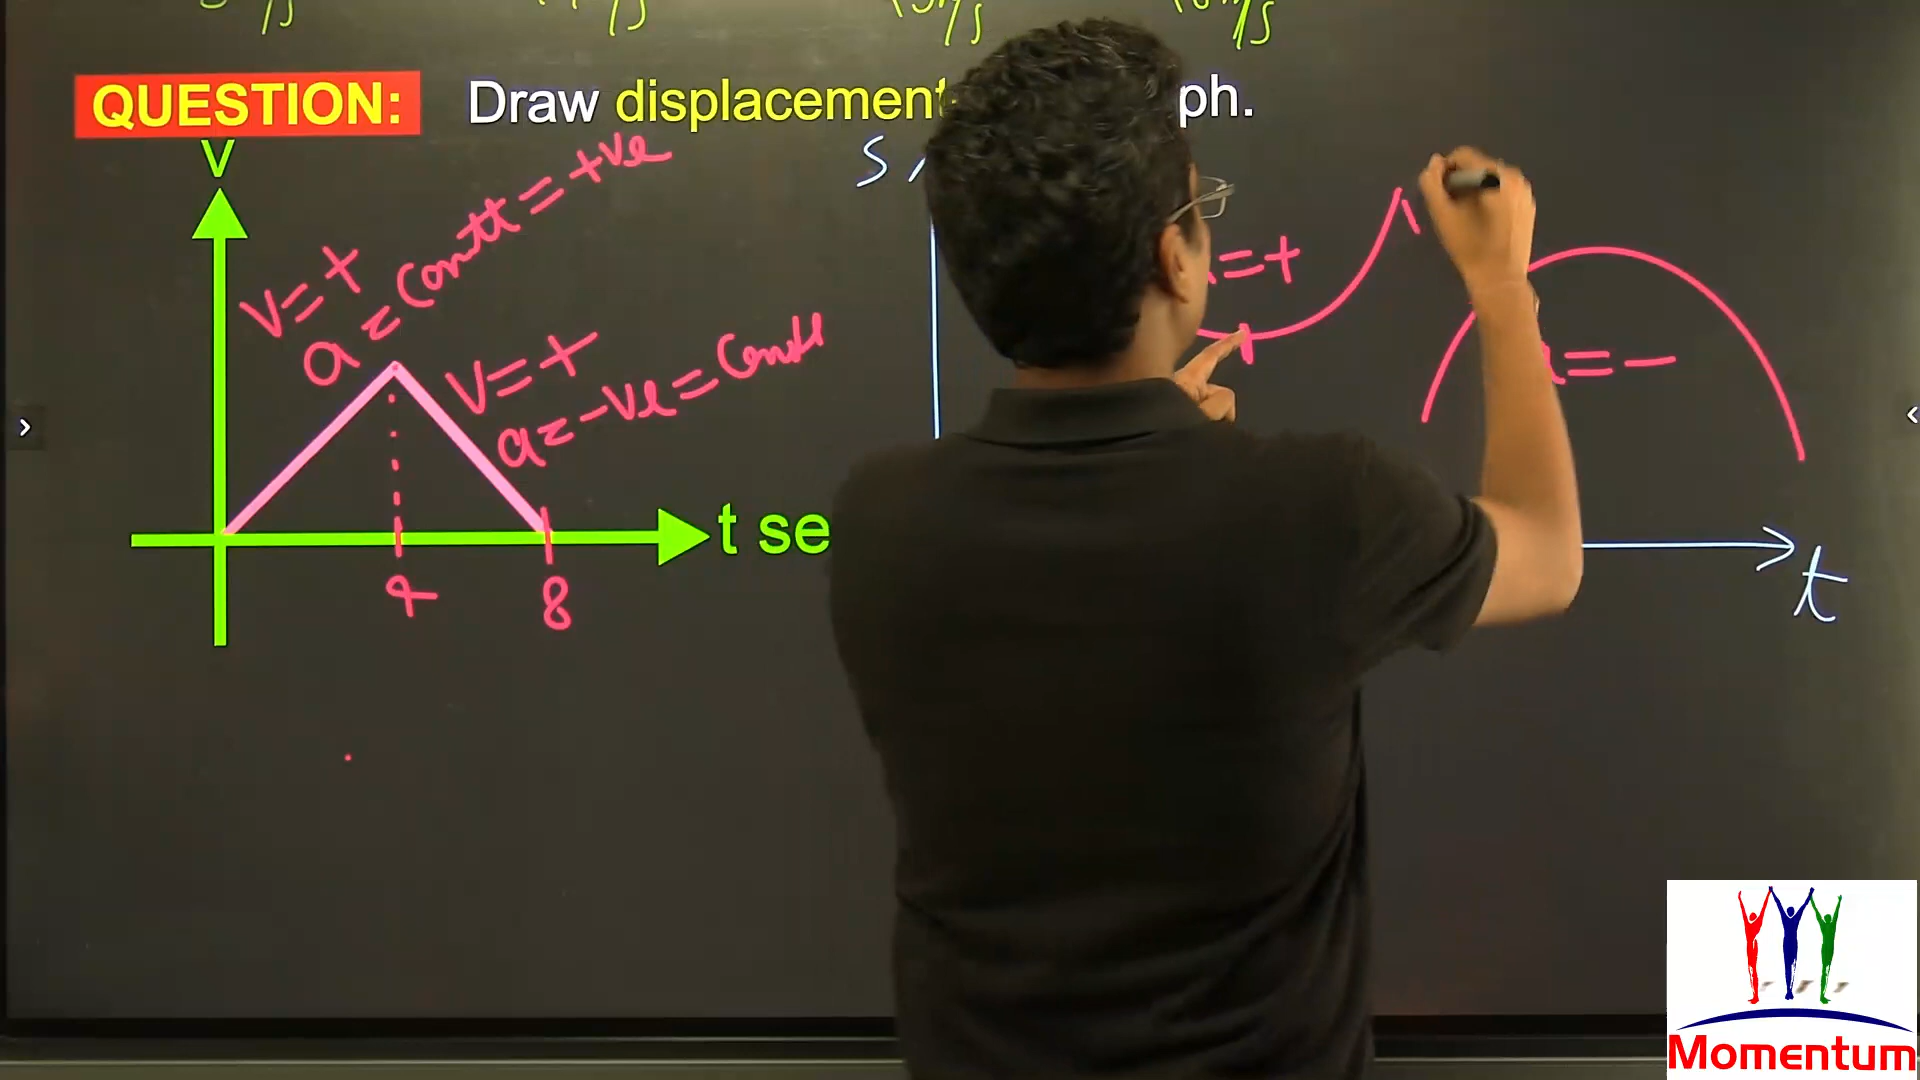 QUESTION: Draw displacement ph.
V
S
V = +
a = Constt = +ve
V = +
a = -ve = Constt
= +
= -
t se
4
8
t
Momentum